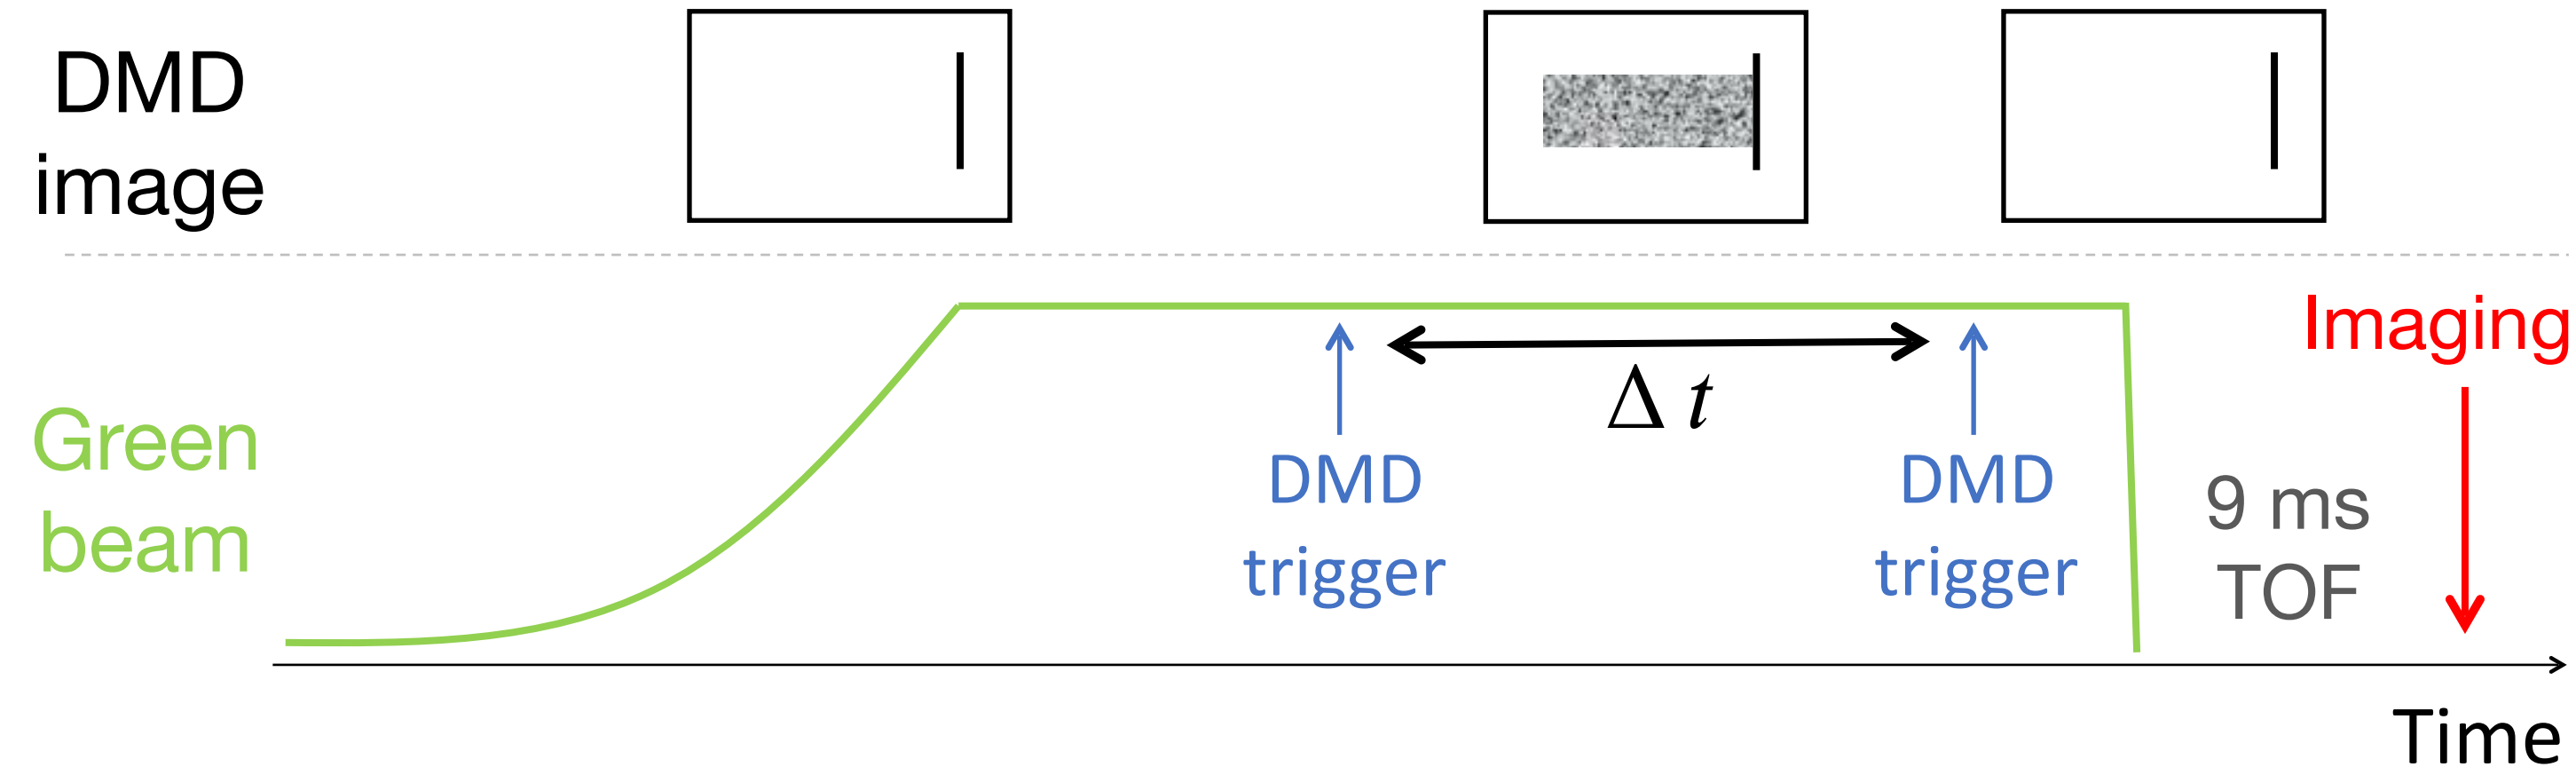 DMD
image
Green
beam
Δ t
DMD
trigger
DMD
trigger
9 ms
TOF
Imaging
Time